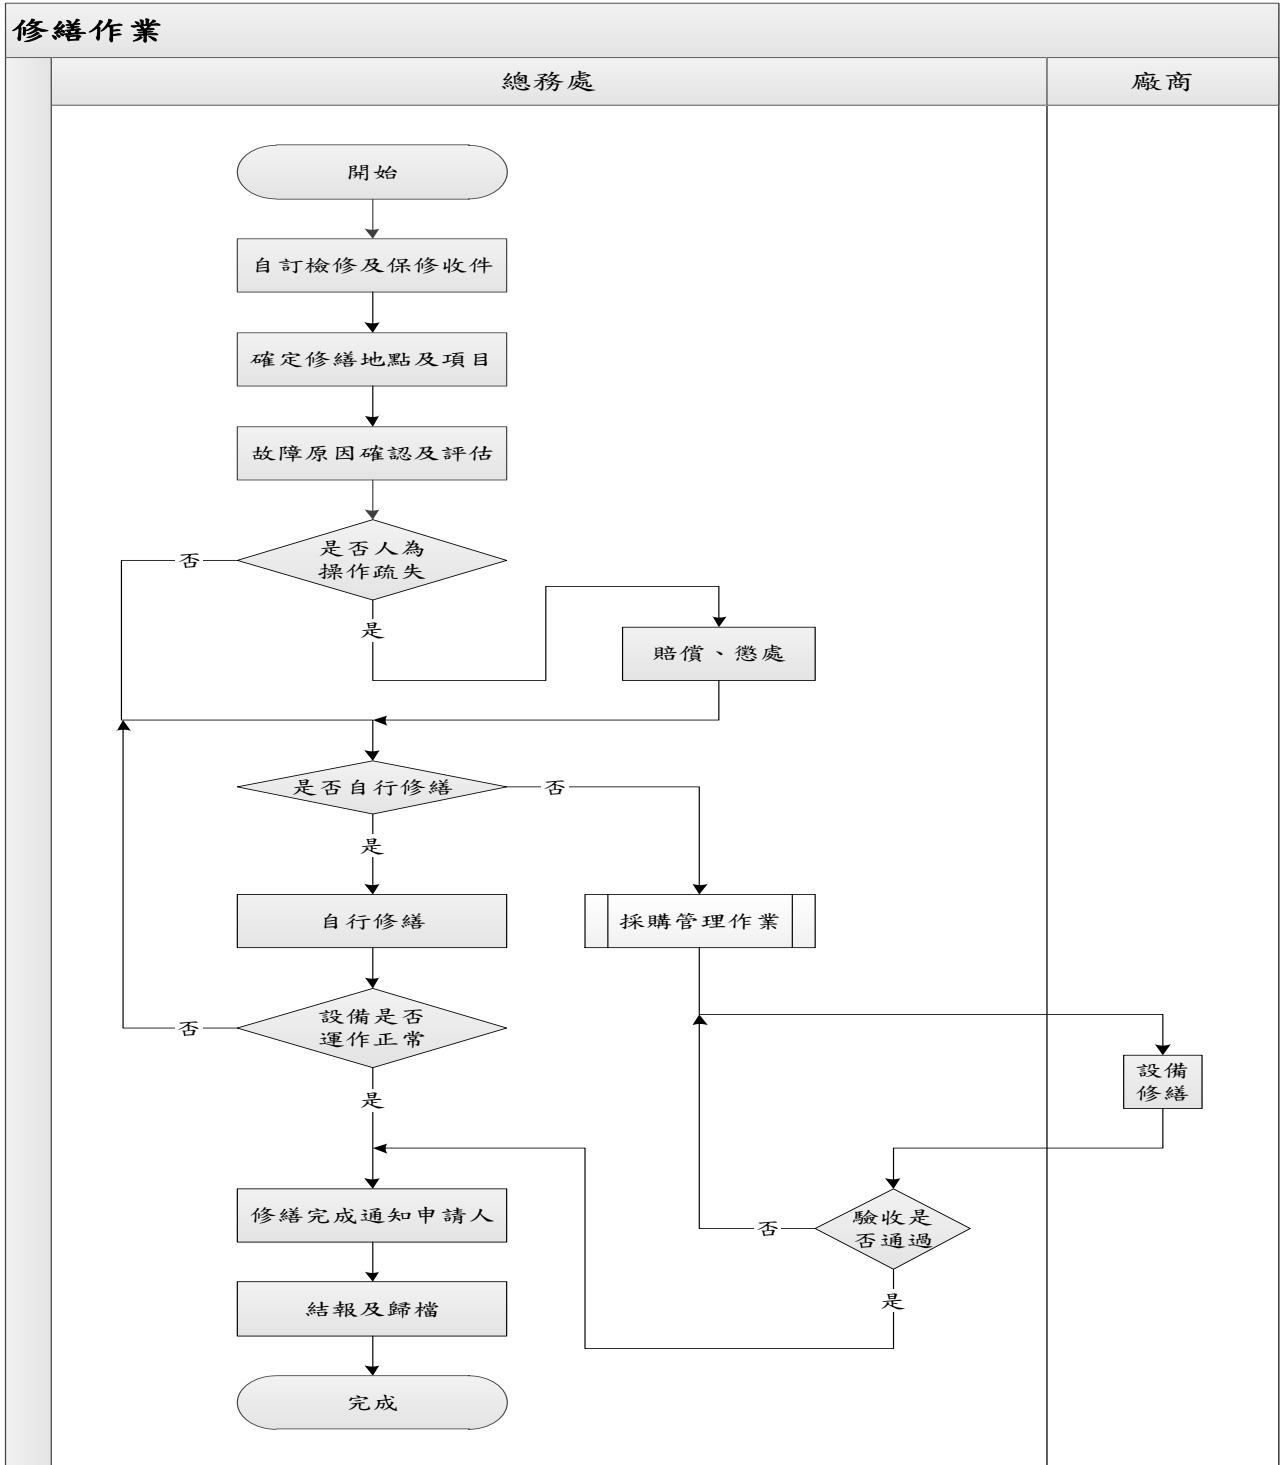 修繕作業
總務處
廠商
開始
自訂檢修及保修收件
確定修繕地點及項目
故障原因確認及評估
是否人為
操作疏失
否
是
賠償、懲處
是否自行修繕
否
是
自行修繕
採購管理作業
設備是否
運作正常
否
是
設備
修繕
修繕完成通知申請人
驗收是
否通過
否
是
結報及歸檔
完成